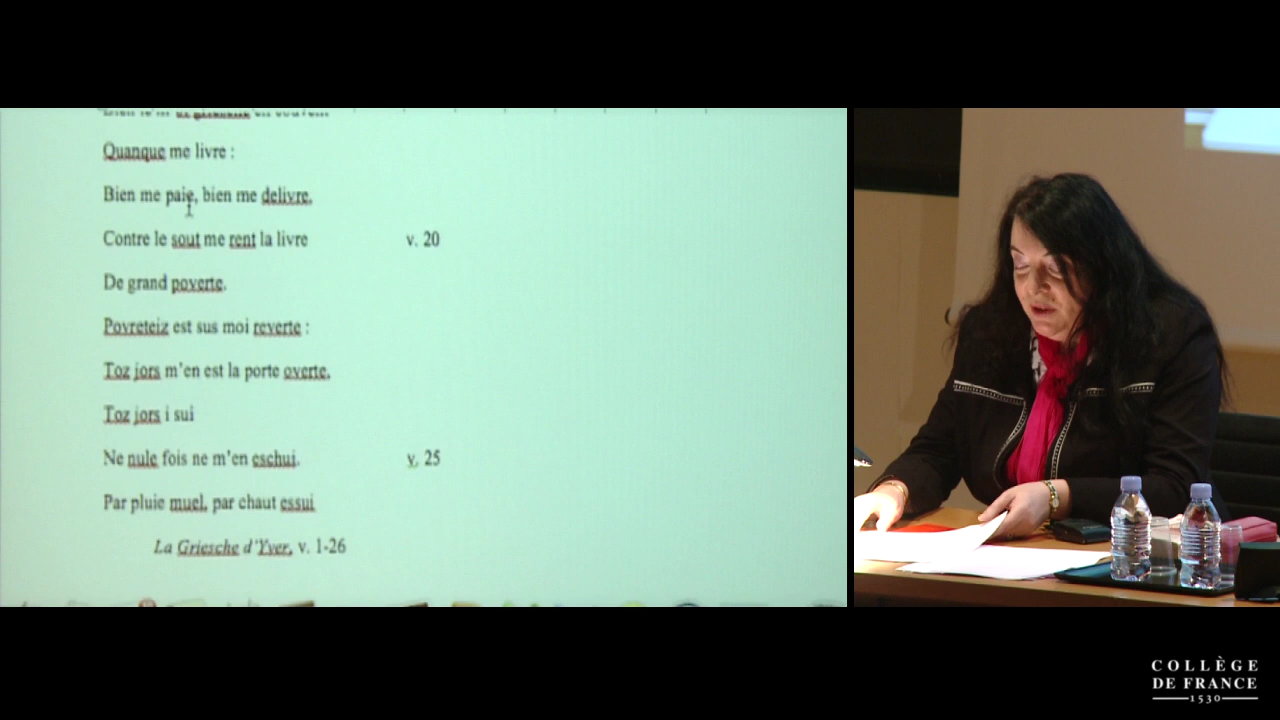 Quanque me livre :
Bien me paie, bien me delivre,
Contre le sout me rent la livre v. 20
De grand poverte.
Povreteiz est sus moi reverte :
Toz jors m'en est la porte overte,
Toz jors i sui
Ne nule fois ne m'en eschui. v. 25
Par pluie muel, par chaut essui
La Griesche d'Yver, v. 1-26
COLLÈGE
DE FRANCE
1530